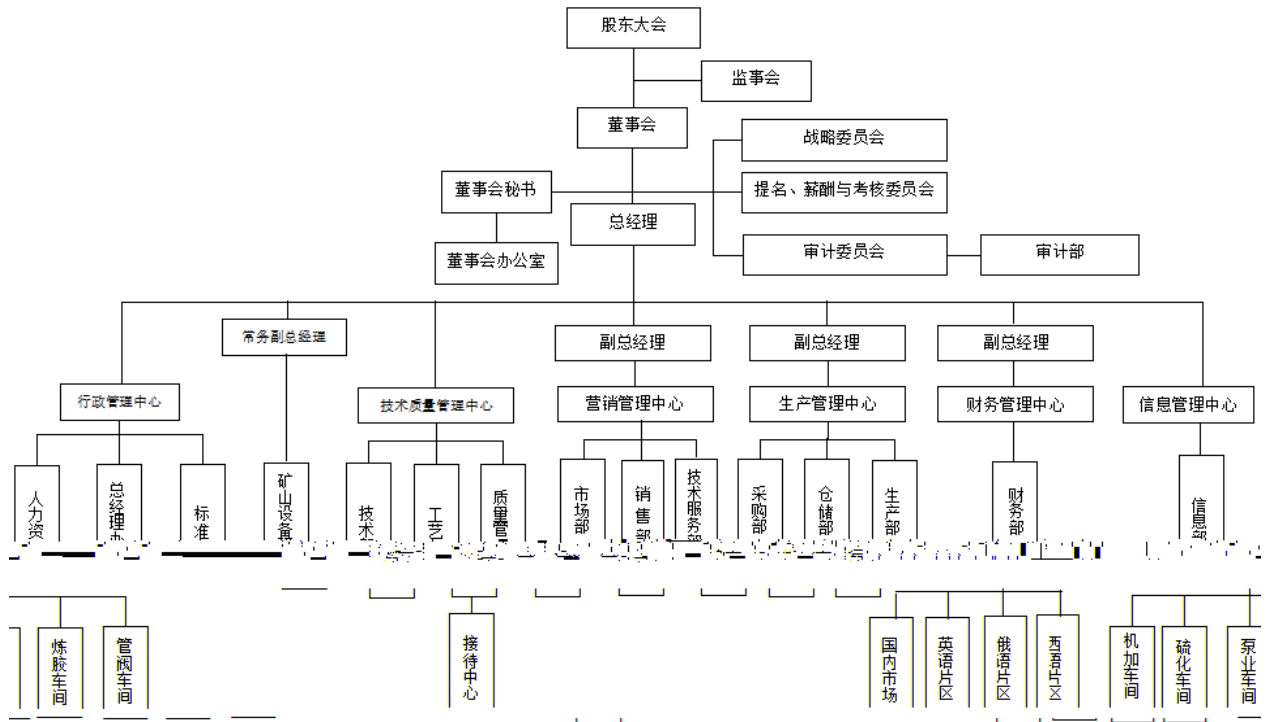 股东大会
监事会
董事会
战略委员会
董事会秘书
提名、薪酬与考核委员会
总经理
董事会办公室
审计委员会
审计部
常务副总经理
副总经理
副总经理
副总经理
行政管理中心
技术质量管理中心
营销管理中心
生产管理中心
财务管理中心
信息管理中心
人力资
总经理办
标准
矿山设备
技术
工艺
质量管
市场部
销售部
技术服务部
采购部
仓储部
生产部
财务部
信息部
炼胶车间
管阀车间
接待中心
国内市场
英语片区
俄语片区
西语片区
机加车间
硫化车间
泵业车间